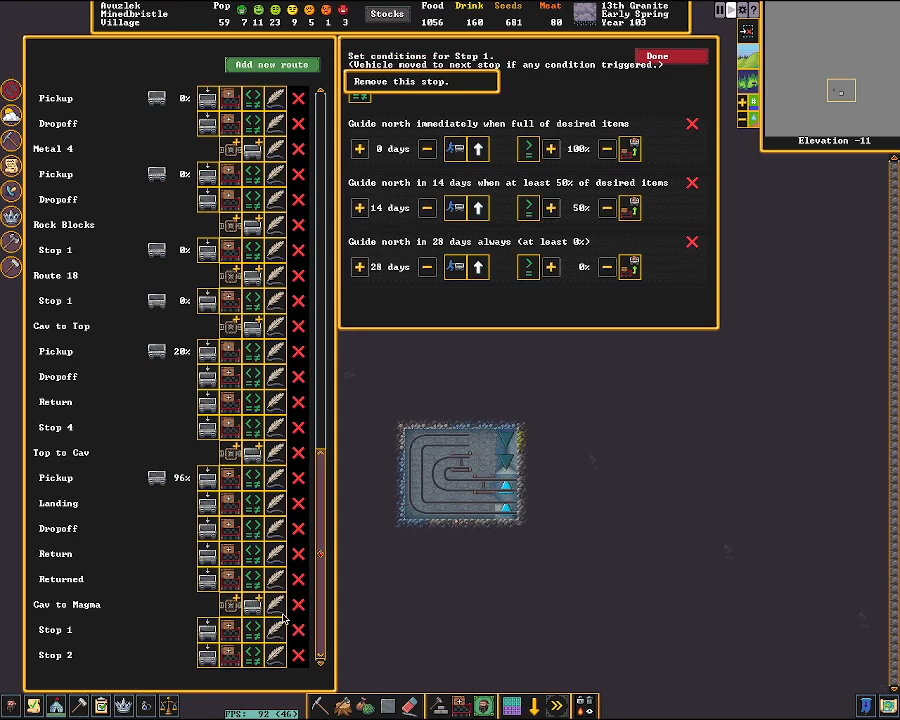 Avuzlek
Minedbristle
Village
Pop
59 7 11 23 9 5 1 3
Stocks
Food Drink Seeds Meat
1056 160 681 80
13th Granite
Early Spring
Year 103
Elevation -11
Add new route
Pickup 0%
Dropoff
Metal 4
Pickup 0%
Dropoff
Rock Blocks
Stop 1 0%
Route 18
Stop 1 0%
Cav to Top
Pickup 20%
Dropoff
Return
Stop 4
Top to Cav
Pickup 96%
Landing
Dropoff
Return
Returned
Cav to Magma
Stop 1
Stop 2
Set conditions for Stop 1.
Done
(Vehicle moved to next stop if any condition triggered.)
Remove this stop.
Guide north immediately when full of desired items
0 days 100%
Guide north in 14 days when at least 50% of desired items
14 days 50%
Guide north in 28 days always (at least 0%)
28 days 0%
FPS: 92 (46)